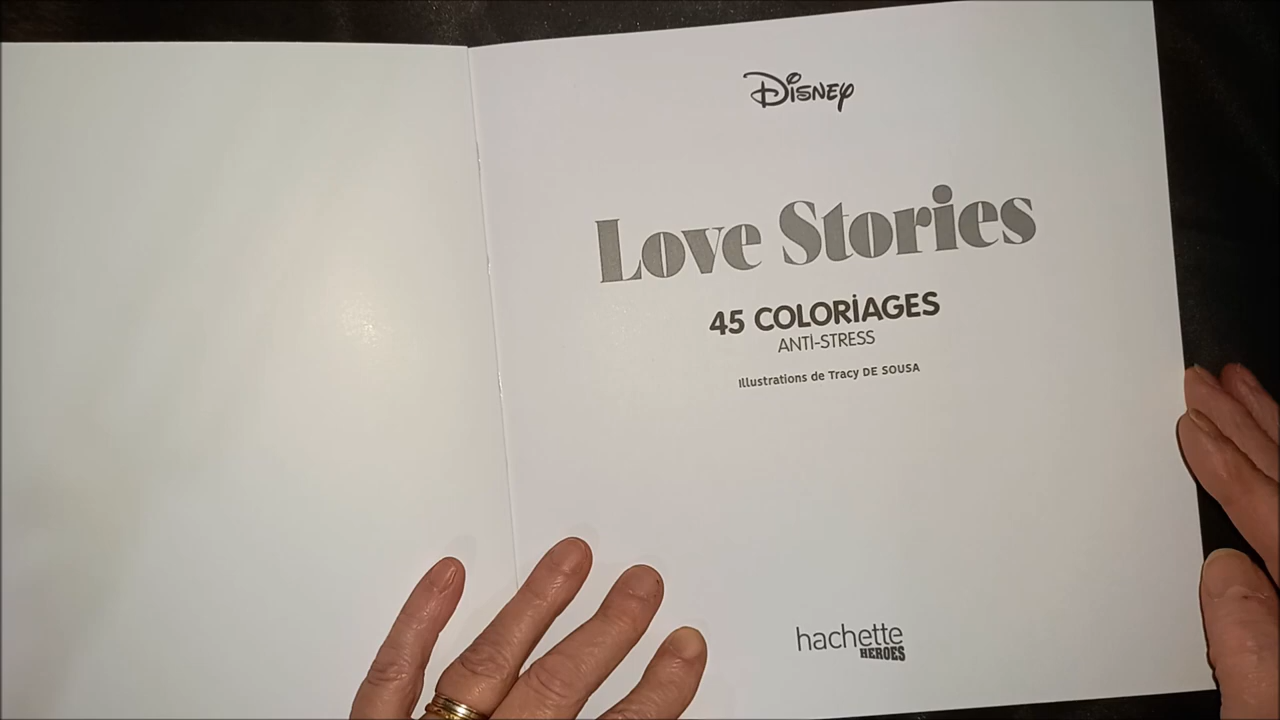 Disney
Love Stories
45 COLORIAGES
ANTI-STRESS
Illustrations de Tracy DE SOUSA
hachette
HEROES